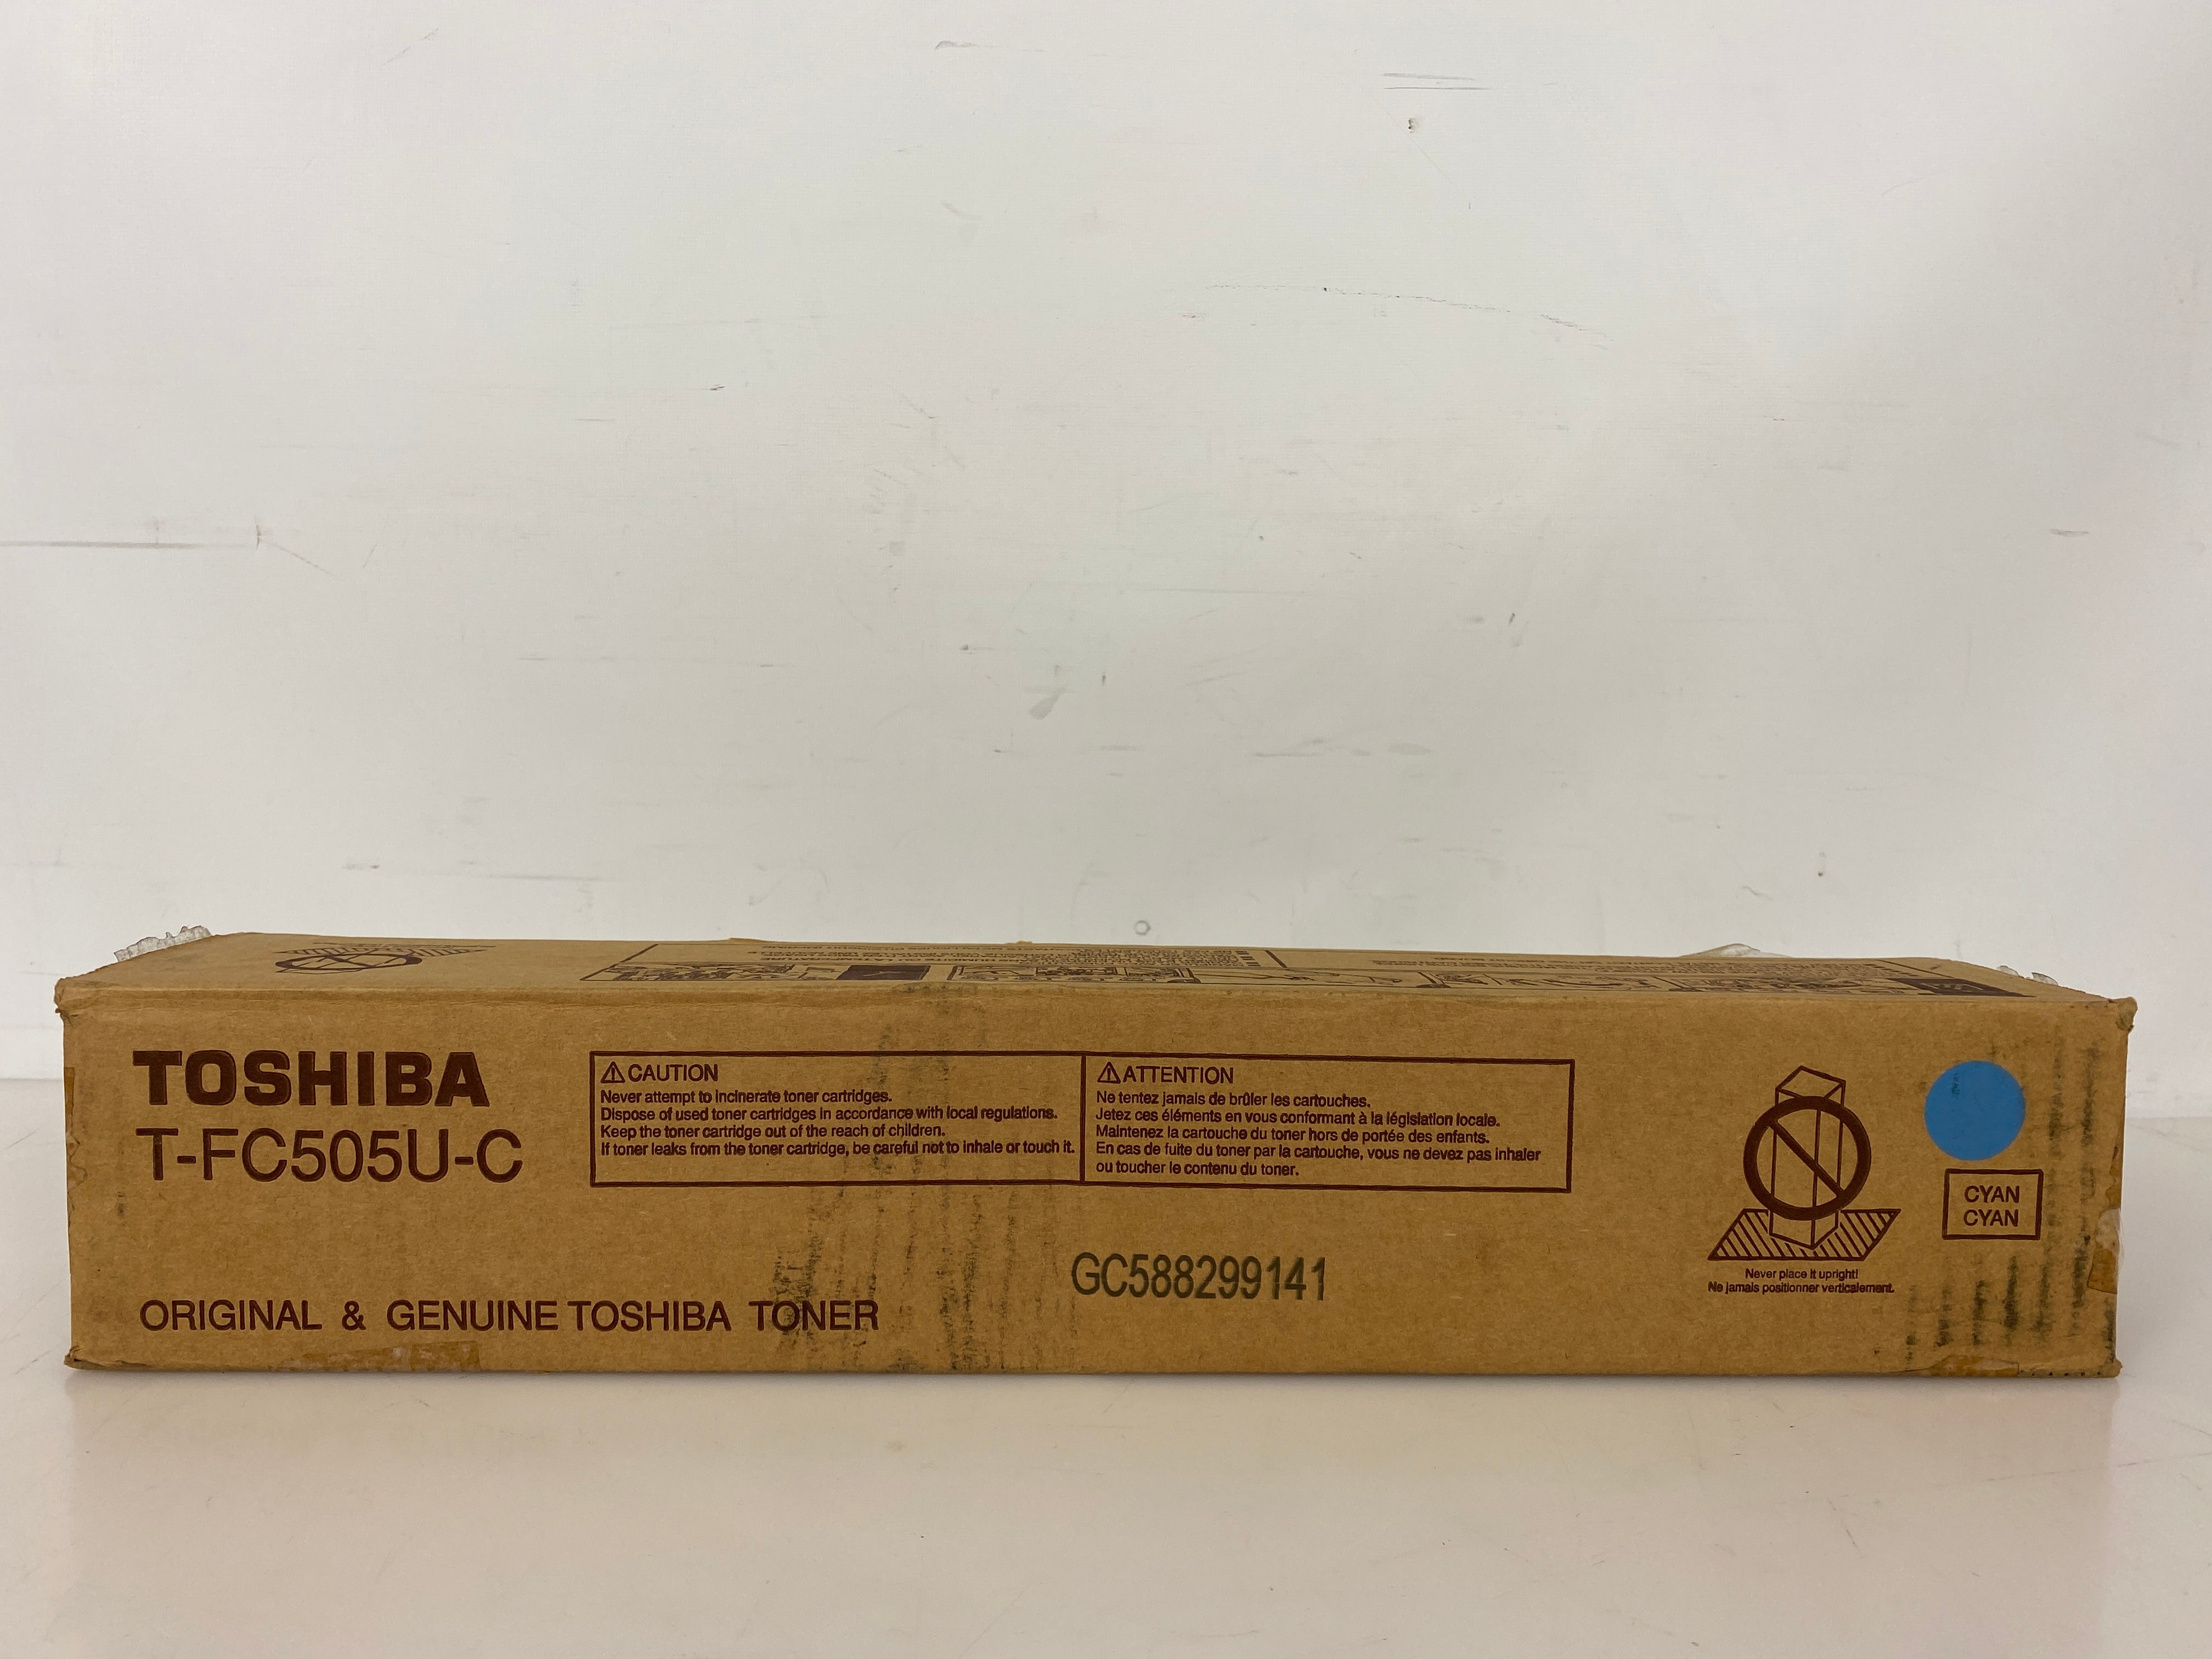 TOSHIBA
T-FC505U-C
ORIGINAL & GENUINE TOSHIBA TONER
⚠CAUTION
Never attempt to incinerate toner cartridges.
Dispose of used toner cartridges in accordance with local regulations.
Keep the toner cartridge out of the reach of children.
If toner leaks from the toner cartridge, be careful not to inhale or touch it.
⚠ATTENTION
Ne tentez jamais de brûler les cartouches.
Jetez ces éléments en vous conformant à la législation locale.
Maintenez la cartouche du toner hors de portée des enfants.
En cas de fuite du toner par la cartouche, vous ne devez pas inhaler
ou toucher le contenu du toner.
GC588299141
Never place it upright!
Ne jamais positionner verticalement.
CYAN
CYAN